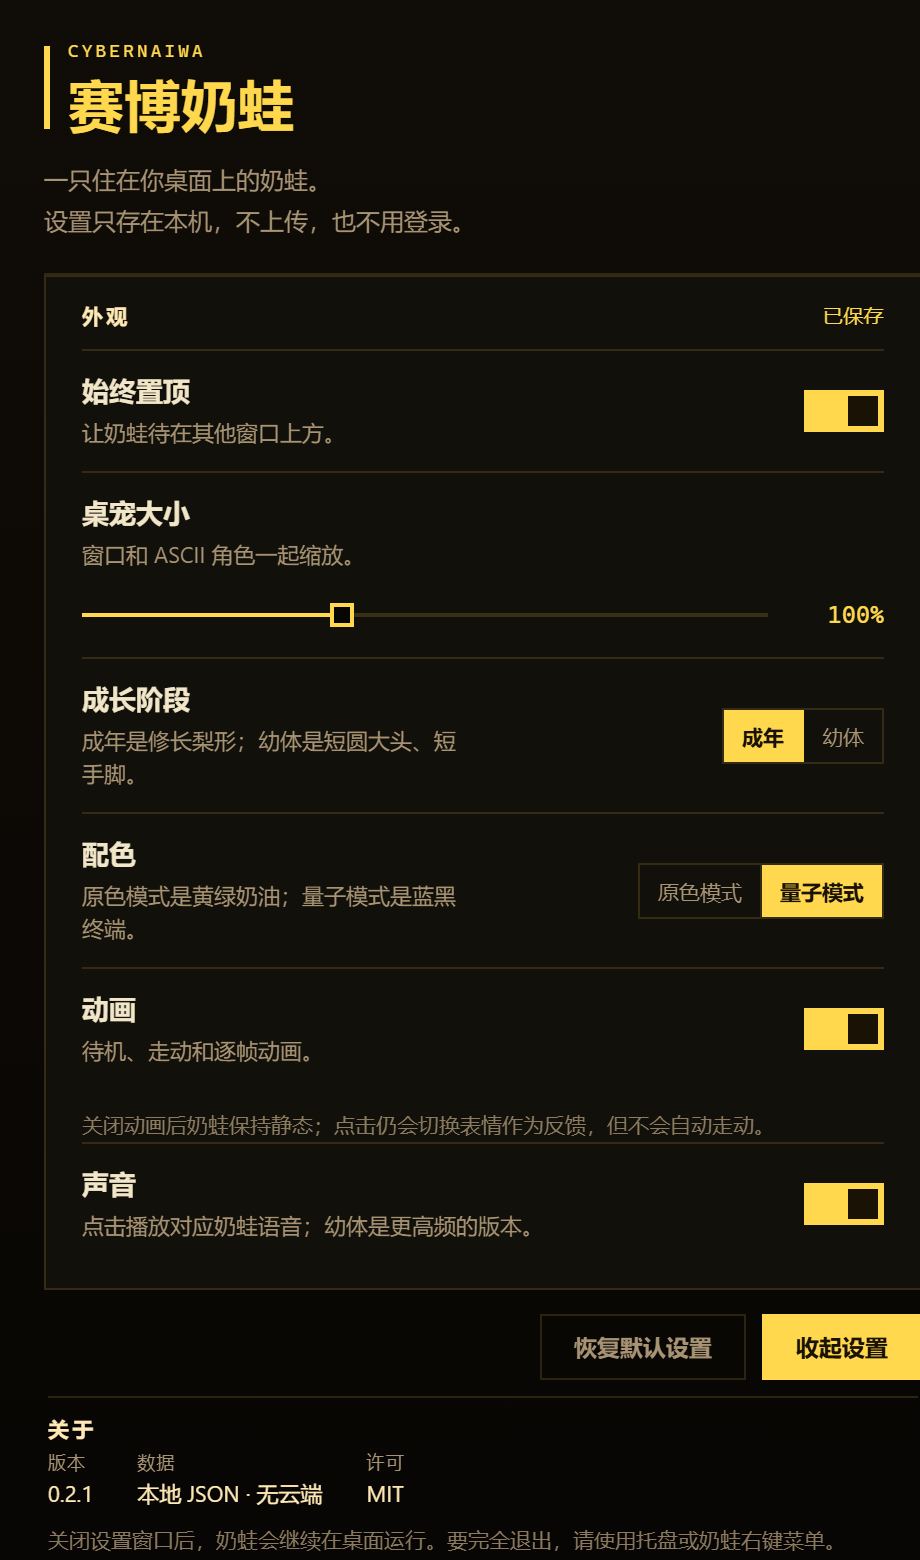 CYBERNAIWA
赛博奶蛙
一只住在你桌面上的奶蛙。
设置只存在本机，不上传，也不用登录。
外观
已保存
始终置顶
让奶蛙待在其他窗口上方。
桌宠大小
窗口和 ASCII 角色一起缩放。
100%
成长阶段
成年是修长梨形；幼体是短圆大头、短
手脚。
成年 幼体
配色
原色模式是黄绿奶油；量子模式是蓝黑
终端。
原色模式 量子模式
动画
待机、走动和逐帧动画。
关闭动画后奶蛙保持静态；点击仍会切换表情作为反馈，但不会自动走动。
声音
点击播放对应奶蛙语音；幼体是更高频的版本。
恢复默认设置 收起设置
关于
版本 数据 许可
0.2.1 本地 JSON · 无云端 MIT
关闭设置窗口后，奶蛙会继续在桌面运行。要完全退出，请使用托盘或奶蛙右键菜单。